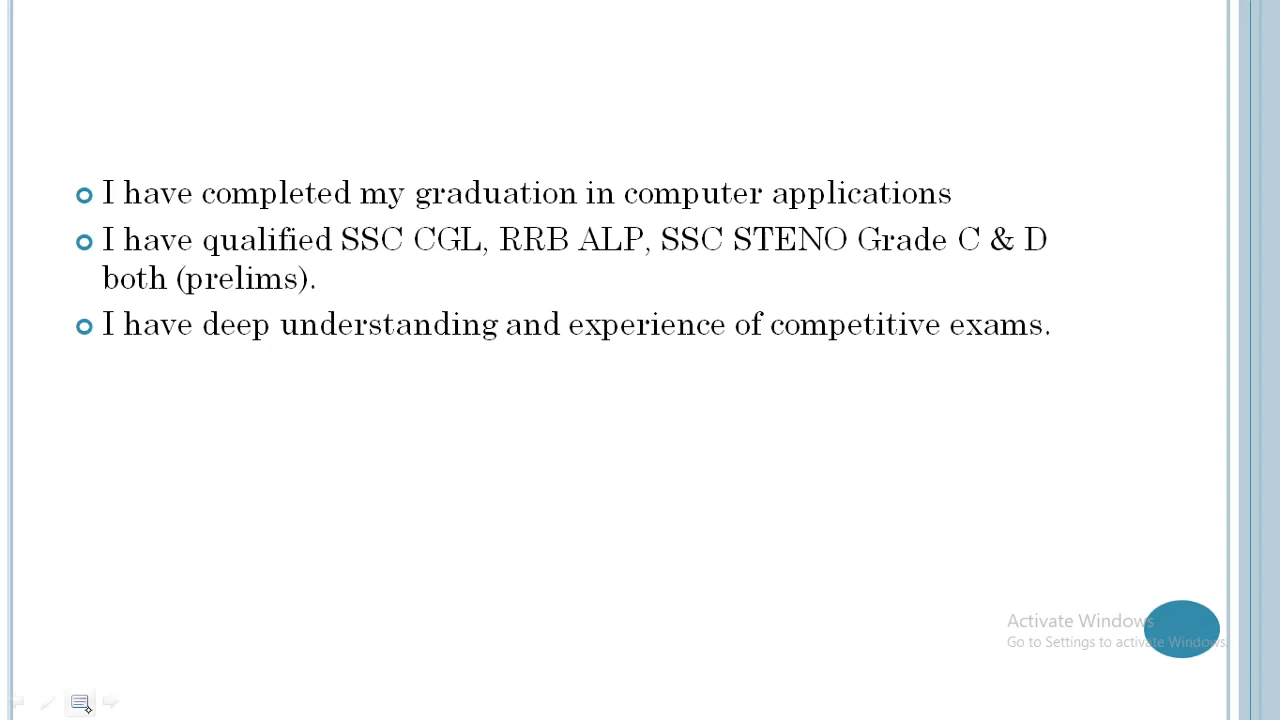 I have completed my graduation in computer applications
I have qualified SSC CGL, RRB ALP, SSC STENO Grade C & D
both (prelims).
I have deep understanding and experience of competitive exams.
Activate Windows
Go to Settings to activate Windows.